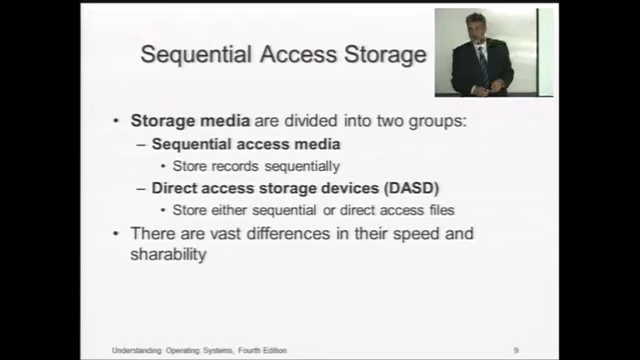 Sequential Access Storage
• Storage media are divided into two groups:
– Sequential access media
• Store records sequentially
– Direct access storage devices (DASD)
• Store either sequential or direct access files
• There are vast differences in their speed and
sharability
Understanding Operating Systems, Fourth Edition
9